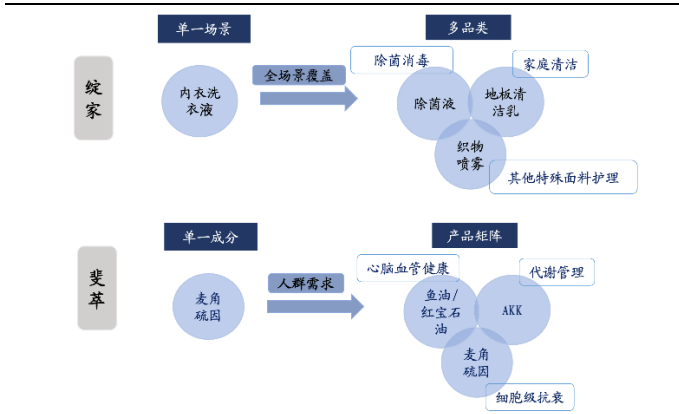 单一场景
多品类
绽家
内衣洗
衣液
全场景覆盖
除菌消毒
家庭清洁
除菌液
地板清
洁乳
织物
喷雾
其他特殊面料护理
单一成分
产品矩阵
斐萃
麦角
硫因
人群需求
心脑血管健康
代谢管理
鱼油/
红宝石
油
AKK
麦角
硫因
细胞级抗衰